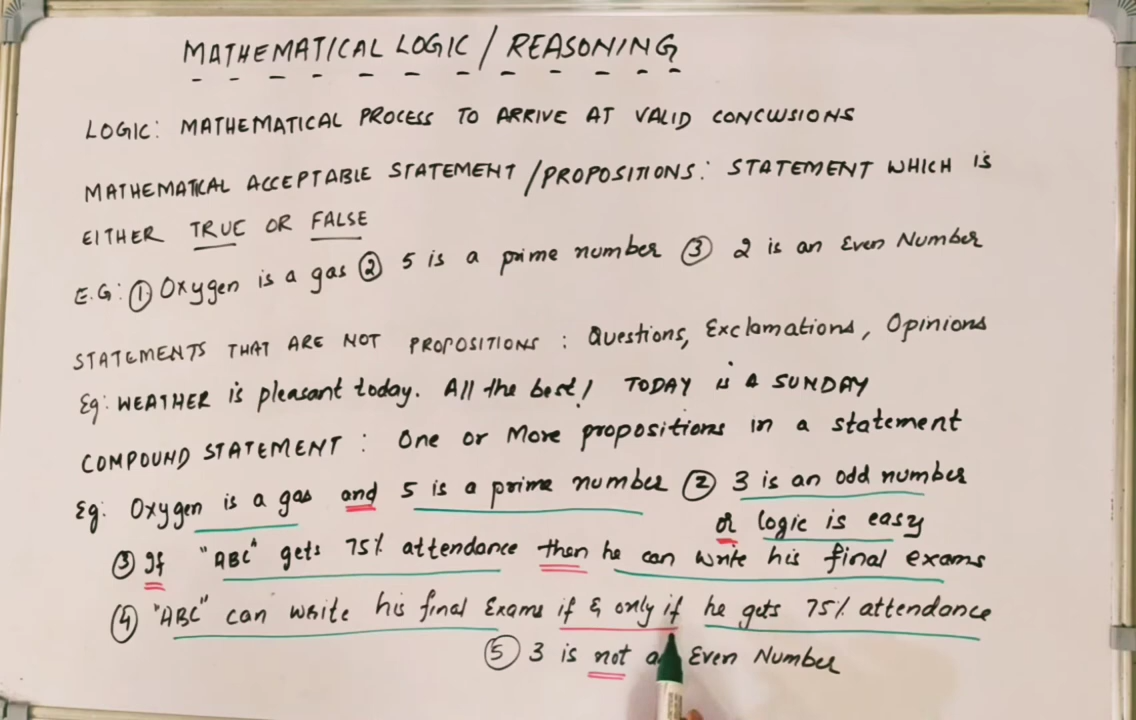 MATHEMATICAL LOGIC / REASONING
LOGIC: MATHEMATICAL PROCESS TO ARRIVE AT VALID CONCLUSIONS
MATHEMATICAL ACCEPTABLE STATEMENT / PROPOSITIONS: STATEMENT WHICH IS
EITHER TRUE OR FALSE
E.G: ① Oxygen is a gas ② 5 is a prime number ③ 2 is an Even Number
STATEMENTS THAT ARE NOT PROPOSITIONS : Questions, Exclamations, Opinions
Eg: WEATHER is pleasant today. All the best! TODAY is A SUNDAY
COMPOUND STATEMENT : One or More propositions in a statement
Eg: Oxygen is a gas and 5 is a prime number ② 3 is an odd number
or logic is easy
③ If "ABC" gets 75% attendance then he can write his final exams
④ "ABC" can write his final Exams if & only if he gets 75% attendance
⑤ 3 is not Even Number